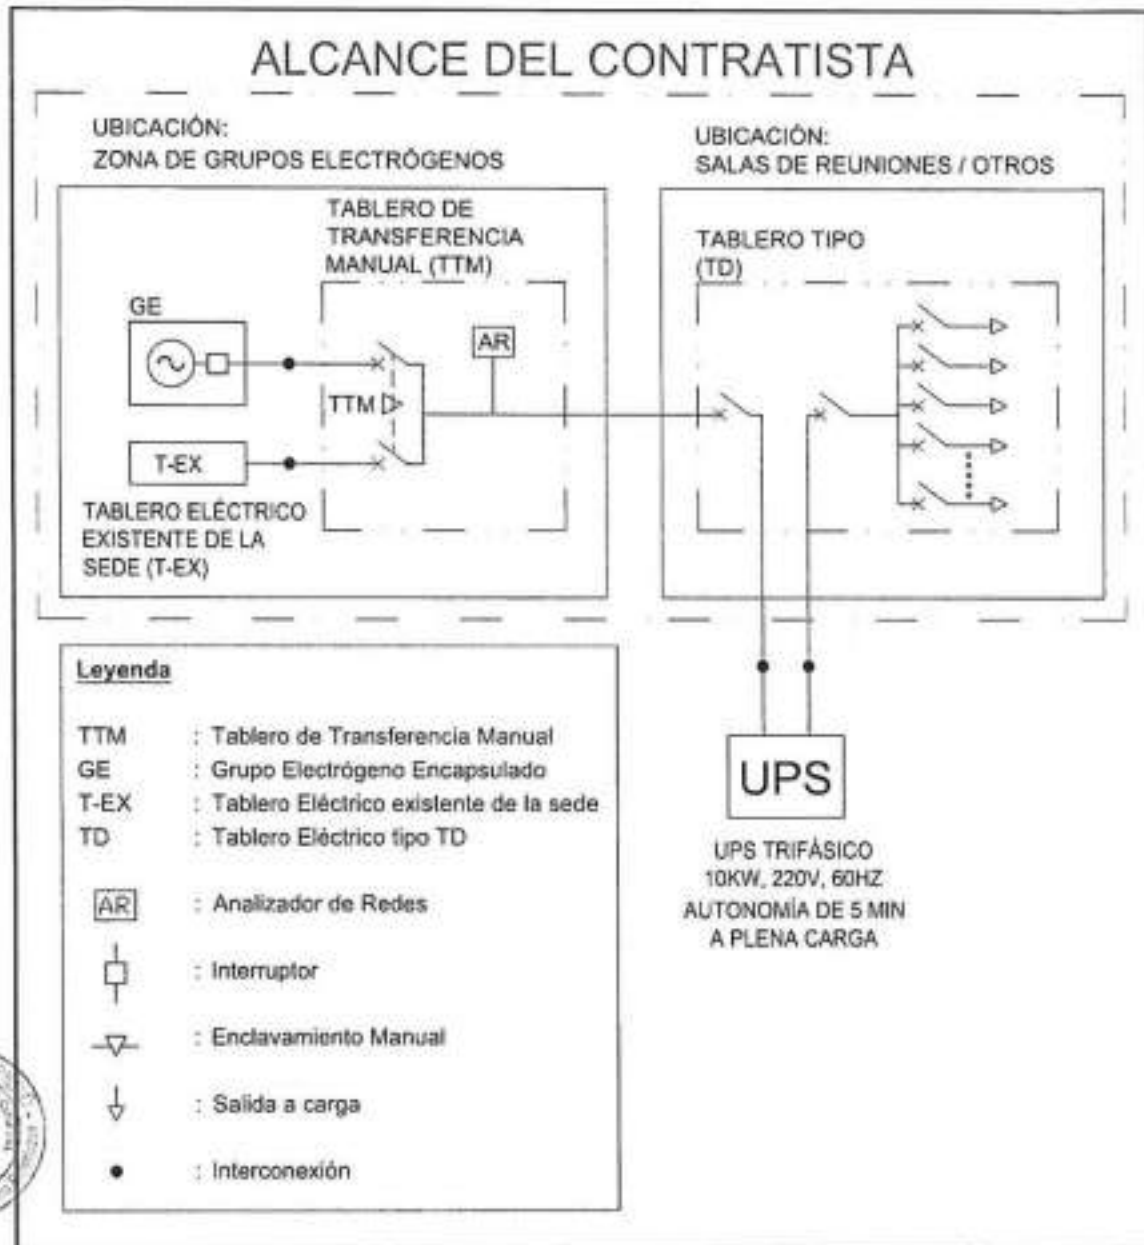 ALCANCE DEL CONTRATISTA
UBICACIÓN:
ZONA DE GRUPOS ELECTRÓGENOS
TABLERO DE
TRANSFERENCIA
MANUAL (TTM)
GE
AR
TTM
T-EX
TABLERO ELÉCTRICO
EXISTENTE DE LA
SEDE (T-EX)
UBICACIÓN:
SALAS DE REUNIONES / OTROS
TABLERO TIPO
(TD)
UPS
UPS TRIFÁSICO
10KW, 220V, 60HZ
AUTONOMÍA DE 5 MIN
A PLENA CARGA
Leyenda
TTM : Tablero de Transferencia Manual
GE : Grupo Electrógeno Encapsulado
T-EX : Tablero Eléctrico existente de la sede
TD : Tablero Eléctrico tipo TD
AR : Analizador de Redes
: Interruptor
: Enclavamiento Manual
: Salida a carga
: Interconexión